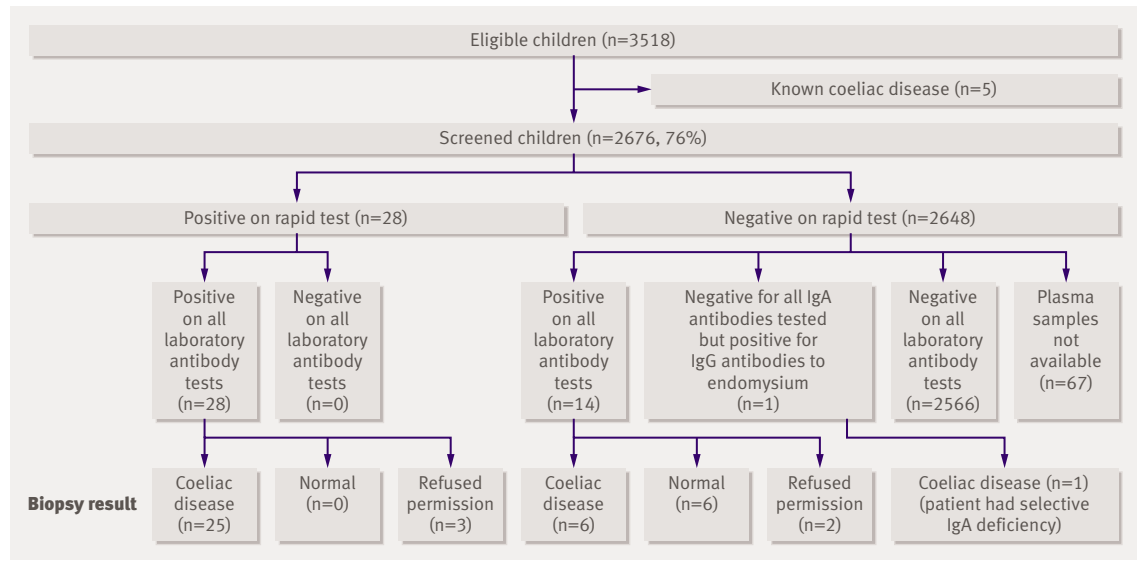 Eligible children (n=3518)
Known coeliac disease (n=5)
Screened children (n=2676, 76%)
Positive on rapid test (n=28)
Negative on rapid test (n=2648)
Positive
on all
laboratory
antibody
tests
(n=28)
Negative
on all
laboratory
antibody
tests
(n=0)
Positive
on all
laboratory
antibody
tests
(n=14)
Negative for all IgA
antibodies tested
but positive for
IgG antibodies to
endomysium
(n=1)
Negative
on all
laboratory
antibody
tests
(n=2566)
Plasma
samples
not
available
(n=67)
Biopsy result
Coeliac
disease
(n=25)
Normal
(n=0)
Refused
permission
(n=3)
Coeliac
disease
(n=6)
Normal
(n=6)
Refused
permission
(n=2)
Coeliac disease (n=1)
(patient had selective
IgA deficiency)